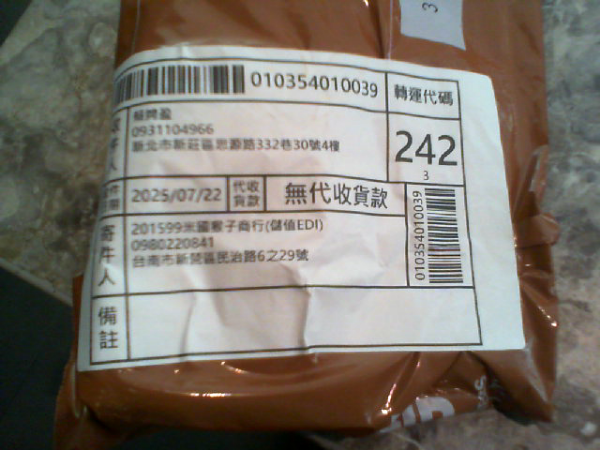 3
010354010039
轉運代碼
0931104966
新北市新莊區思源路332巷30號4樓
242
3
2025/07/22
代收貨款
無代收貨款
寄件人
201599米國猴子商行(儲值EDI)
0980220841
台南市新營區民治路6之29號
010354010039
備註